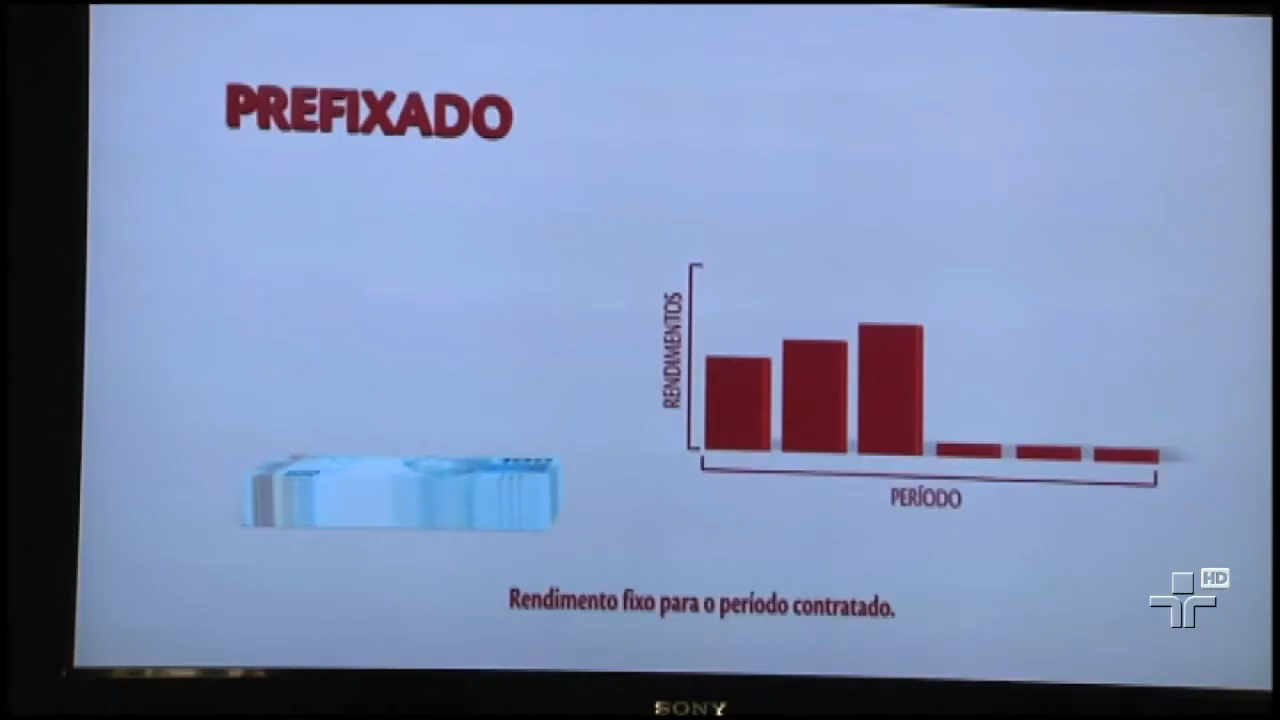 PREFIXADO
RENDIMENTOS
PERÍODO
Rendimento fixo para o período contratado.
HD
SONY